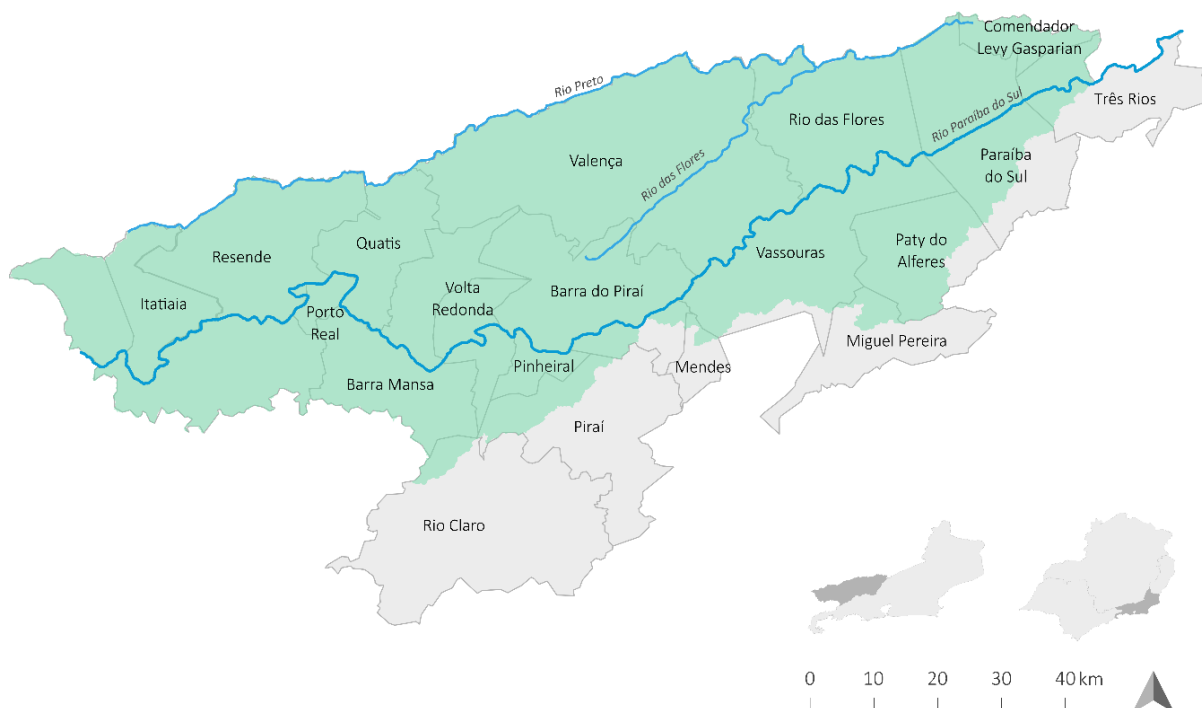 Comendador
Levy Gasparian
Rio Preto
Três Rios
Rio das Flores
Rio Paraíba do Sul
Valença
Rio das Flores
Paraíba
do Sul
Quatis
Resende
Vassouras
Paty do
Alferes
Itatiaia
Volta
Redonda
Barra do Piraí
Porto
Real
Miguel Pereira
Pinheiral
Mendes
Barra Mansa
Piraí
Rio Claro
0 10 20 30 40 km